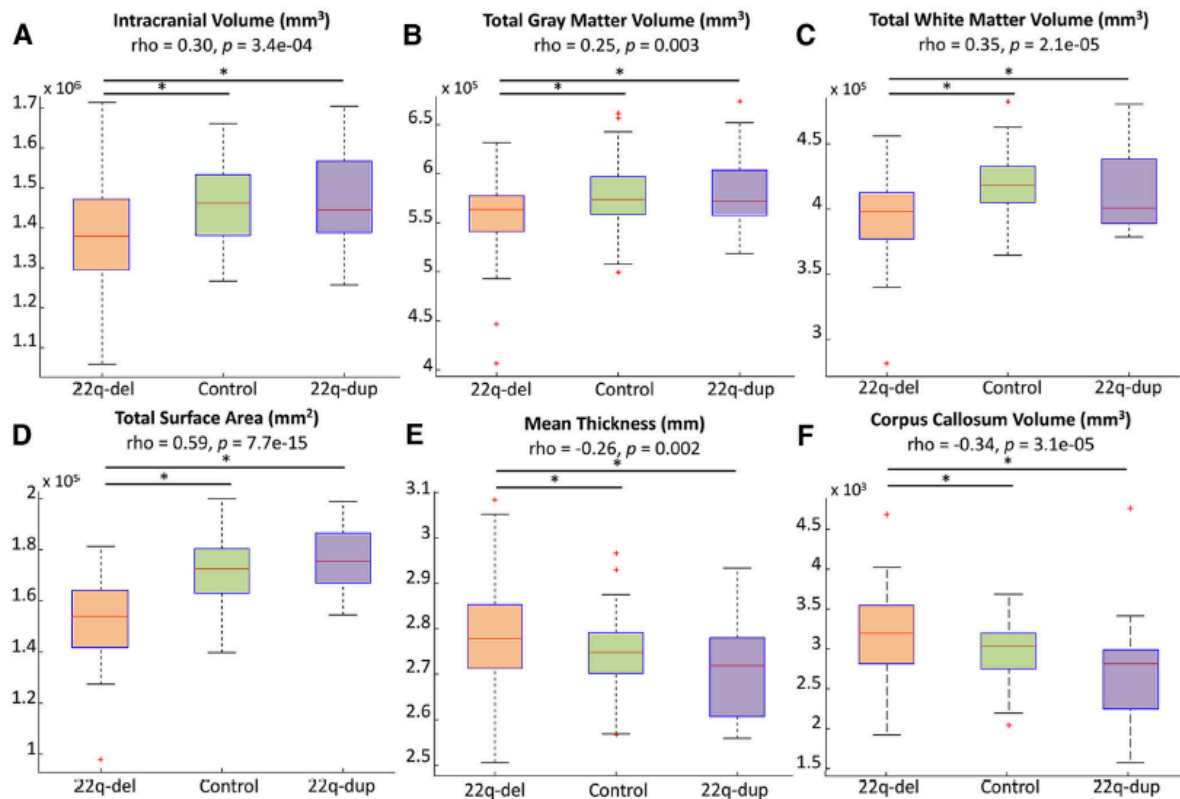 A
Intracranial Volume (mm³)
rho = 0.30, p = 3.4e-04
*
*
x 10⁶
1.7
1.6
1.5
1.4
1.3
1.2
1.1
22q-del Control 22q-dup
B
Total Gray Matter Volume (mm³)
rho = 0.25, p = 0.003
*
*
x 10⁵
6.5
6
5.5
5
4.5
4
22q-del Control 22q-dup
C
Total White Matter Volume (mm³)
rho = 0.35, p = 2.1e-05
*
*
x 10⁵
4.5
4
3.5
3
22q-del Control 22q-dup
D
Total Surface Area (mm²)
rho = 0.59, p = 7.7e-15
*
*
x 10⁵
2
1.8
1.6
1.4
1.2
1
22q-del Control 22q-dup
E
Mean Thickness (mm)
rho = -0.26, p = 0.002
*
*
3.1
3
2.9
2.8
2.7
2.6
2.5
22q-del Control 22q-dup
F
Corpus Callosum Volume (mm³)
rho = -0.34, p = 3.1e-05
*
*
x 10³
4.5
4
3.5
3
2.5
2
1.5
22q-del Control 22q-dup